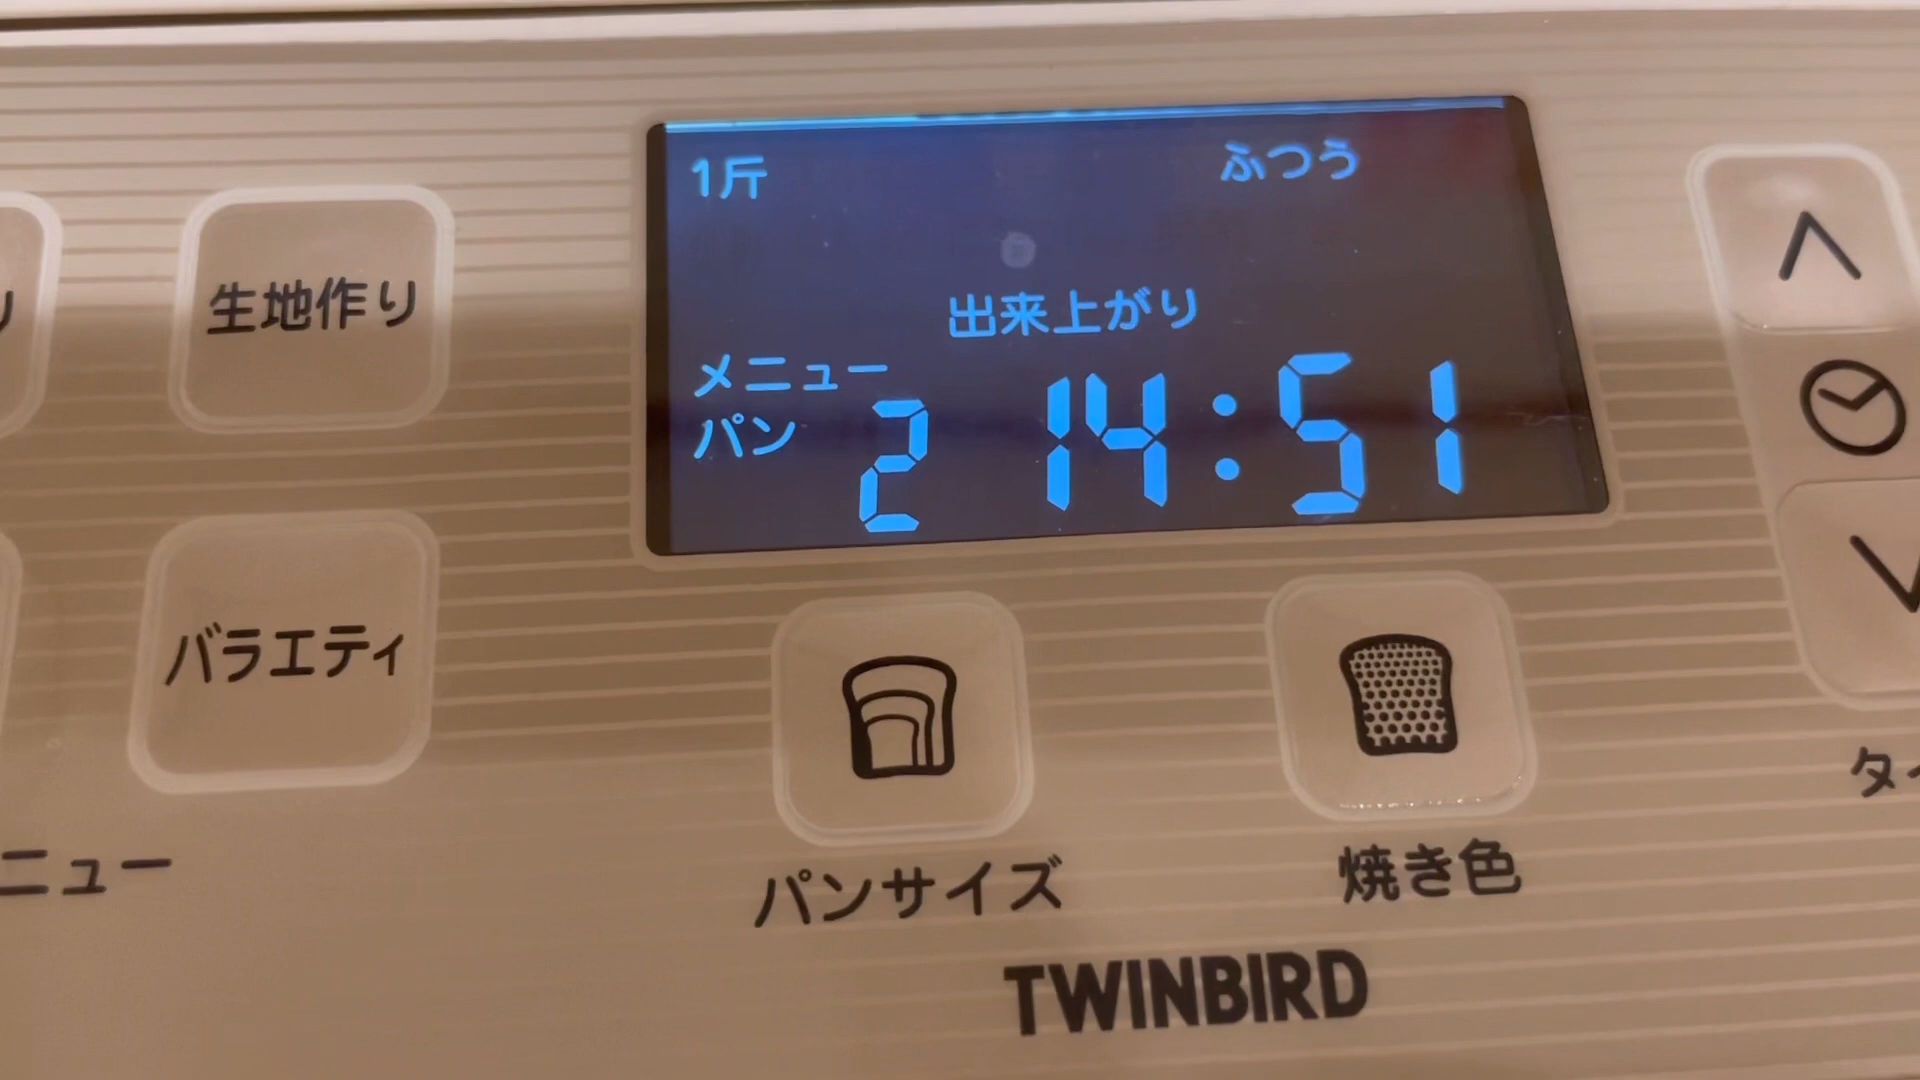 1斤 ふつう
出来上がり
メニュー
パン 2 14:51
生地作り
り
バラエティ
ニュー
パンサイズ
焼き色
タイ
TWINBIRD